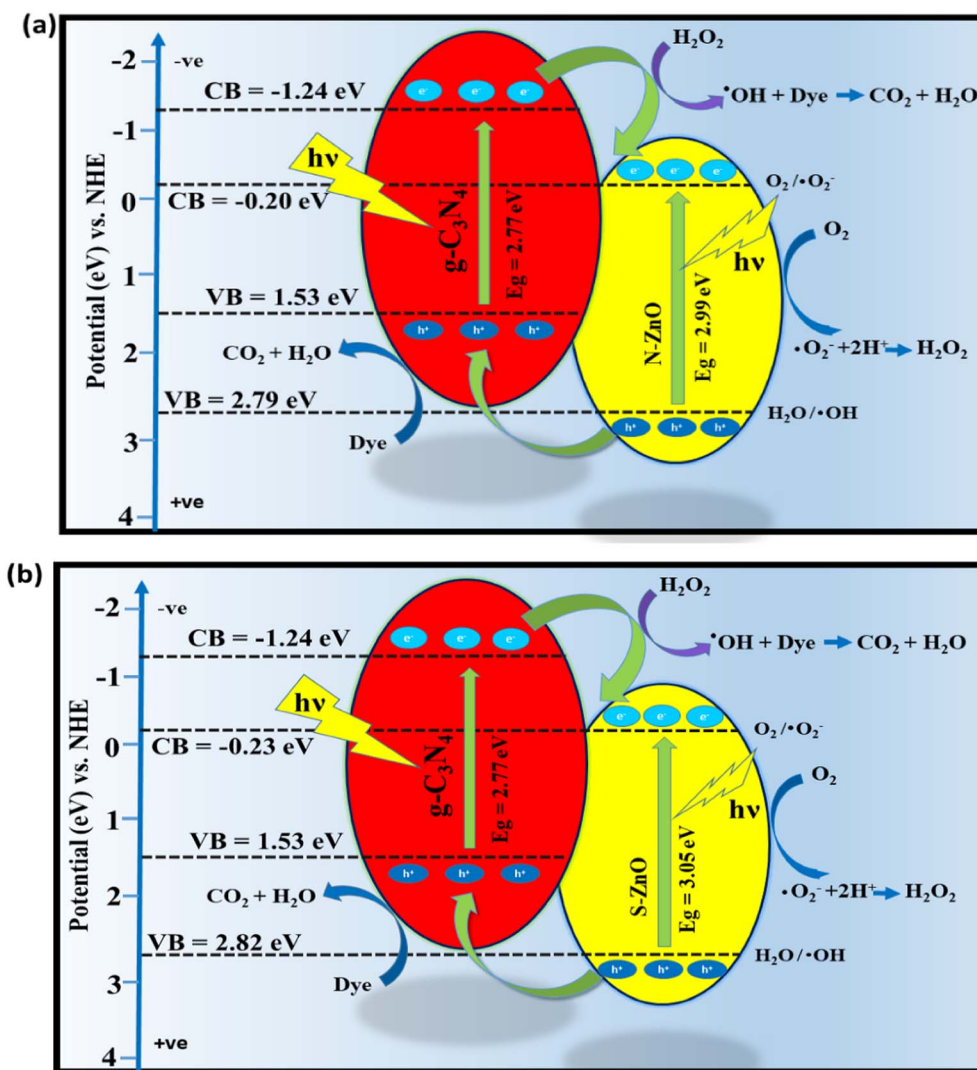 (a)
-2
-ve
CB = -1.24 eV
-1
0
CB = -0.20 eV
1
VB = 1.53 eV
2
CO₂ + H₂O
VB = 2.79 eV
3
Dye
4
+ve
Potential (eV) vs. NHE
hν
e⁻ e⁻ e⁻
g-C₃N₄
Eg = 2.77 eV
h⁺ h⁺ h⁺
H₂O₂
•OH + Dye → CO₂ + H₂O
e⁻ e⁻ e⁻
O₂/•O₂⁻
O₂
hν
N-ZnO
Eg = 2.99 eV
•O₂⁻+2H⁺→H₂O₂
H₂O/•OH
h⁺ h⁺ h⁺
(b)
-2
-ve
CB = -1.24 eV
-1
0
CB = -0.23 eV
1
VB = 1.53 eV
2
CO₂ + H₂O
VB = 2.82 eV
3
Dye
4
+ve
Potential (eV) vs. NHE
hν
e⁻ e⁻ e⁻
g-C₃N₄
Eg = 2.77 eV
h⁺ h⁺ h⁺
H₂O₂
•OH + Dye → CO₂ + H₂O
e⁻ e⁻ e⁻
O₂/•O₂⁻
O₂
hν
S-ZnO
Eg = 3.05 eV
•O₂⁻+2H⁺→H₂O₂
H₂O/•OH
h⁺ h⁺ h⁺